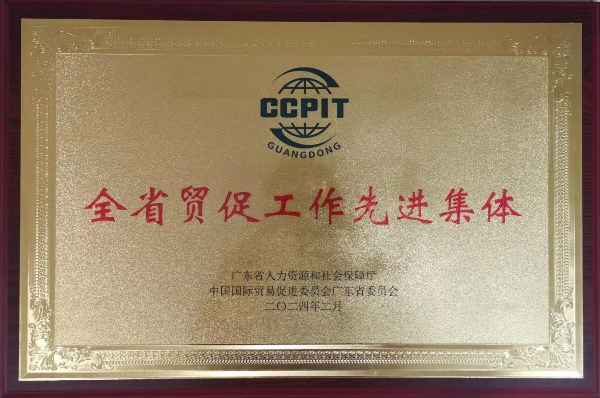 CCPIT
GUANGDONG
全省贸促工作先进集体
广东省人力资源和社会保障厅
中国国际贸易促进委员会广东省委员会
二〇二四年二月